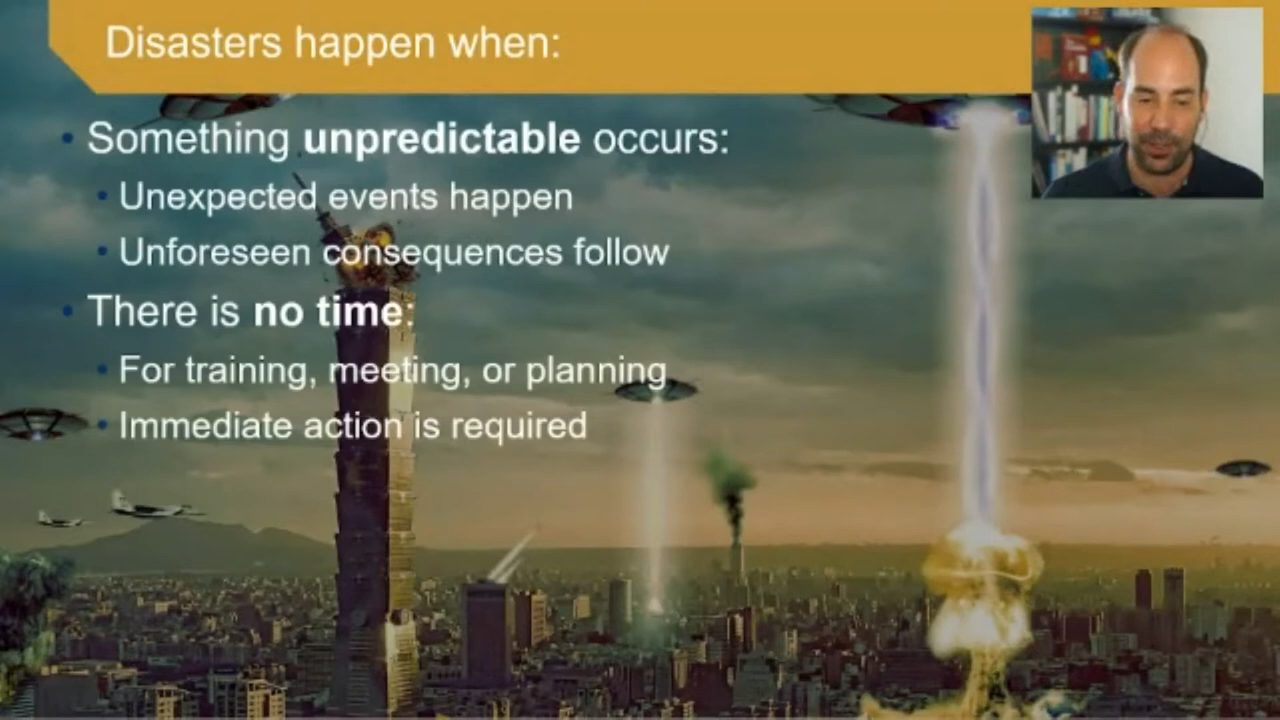 Disasters happen when:
• Something unpredictable occurs:
• Unexpected events happen
• Unforeseen consequences follow
• There is no time:
• For training, meeting, or planning
• Immediate action is required